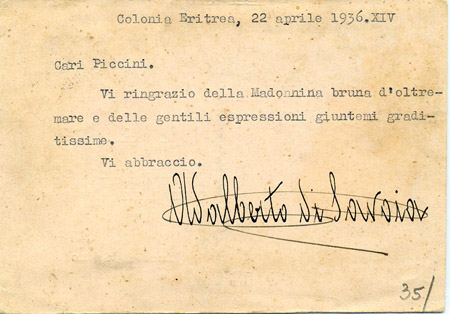 Colonia Eritrea, 22 aprile 1936.XIV
Cari Piccini.
Vi ringrazio della Madonnina bruna d'oltre-
mare e delle gentili espressioni giuntemi gradi-
tissime.
Vi abbraccio.
Adalberto di Savoia
35/